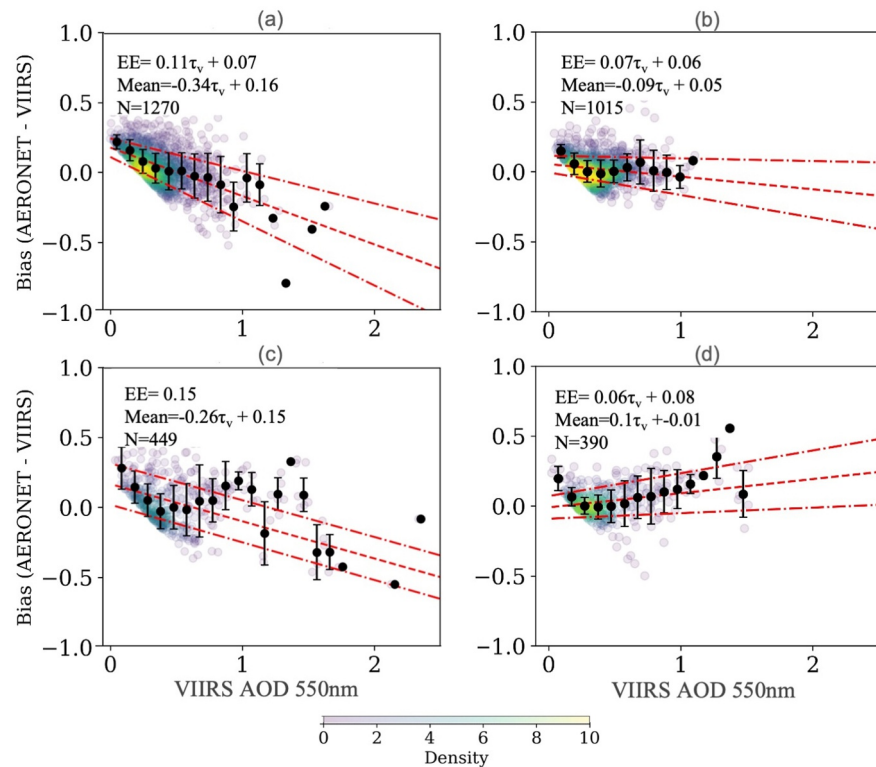 (a)
(b)
1.0
0.5
0.0
−0.5
−1.0
Bias (AERONET - VIIRS)
EE= 0.11τv + 0.07
Mean=-0.34τv + 0.16
N=1270
0
1
2
1.0
0.5
0.0
−0.5
−1.0
EE= 0.07τv + 0.06
Mean=-0.09τv + 0.05
N=1015
0
1
2
(c)
(d)
1.0
0.5
0.0
−0.5
−1.0
Bias (AERONET - VIIRS)
EE= 0.15
Mean=-0.26τv + 0.15
N=449
0
1
2
VIIRS AOD 550nm
1.0
0.5
0.0
−0.5
−1.0
EE= 0.06τv + 0.08
Mean=0.1τv +-0.01
N=390
0
1
2
VIIRS AOD 550nm
0
2
4
6
8
10
Density